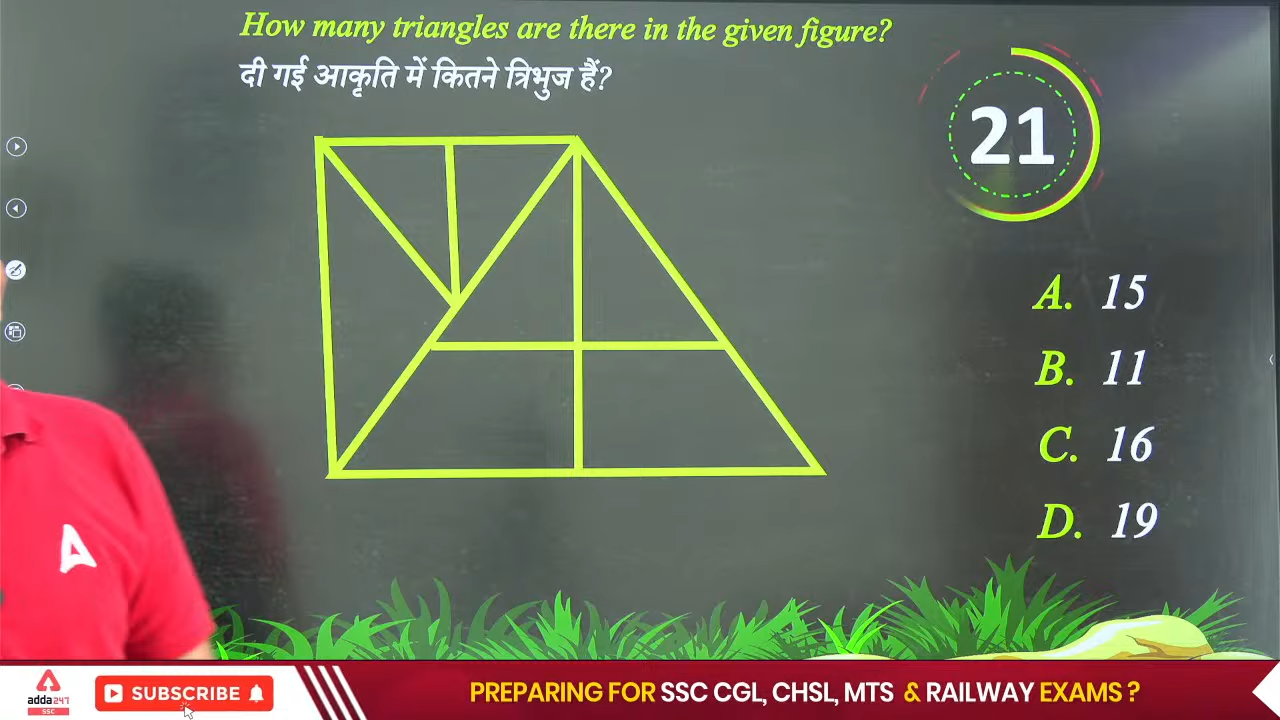 How many triangles are there in the given figure?
दी गई आकृति में कितने त्रिभुज हैं?
21
A. 15
B. 11
C. 16
D. 19
A
adda247
SSC
SUBSCRIBE
PREPARING FOR SSC CGL, CHSL, MTS & RAILWAY EXAMS ?